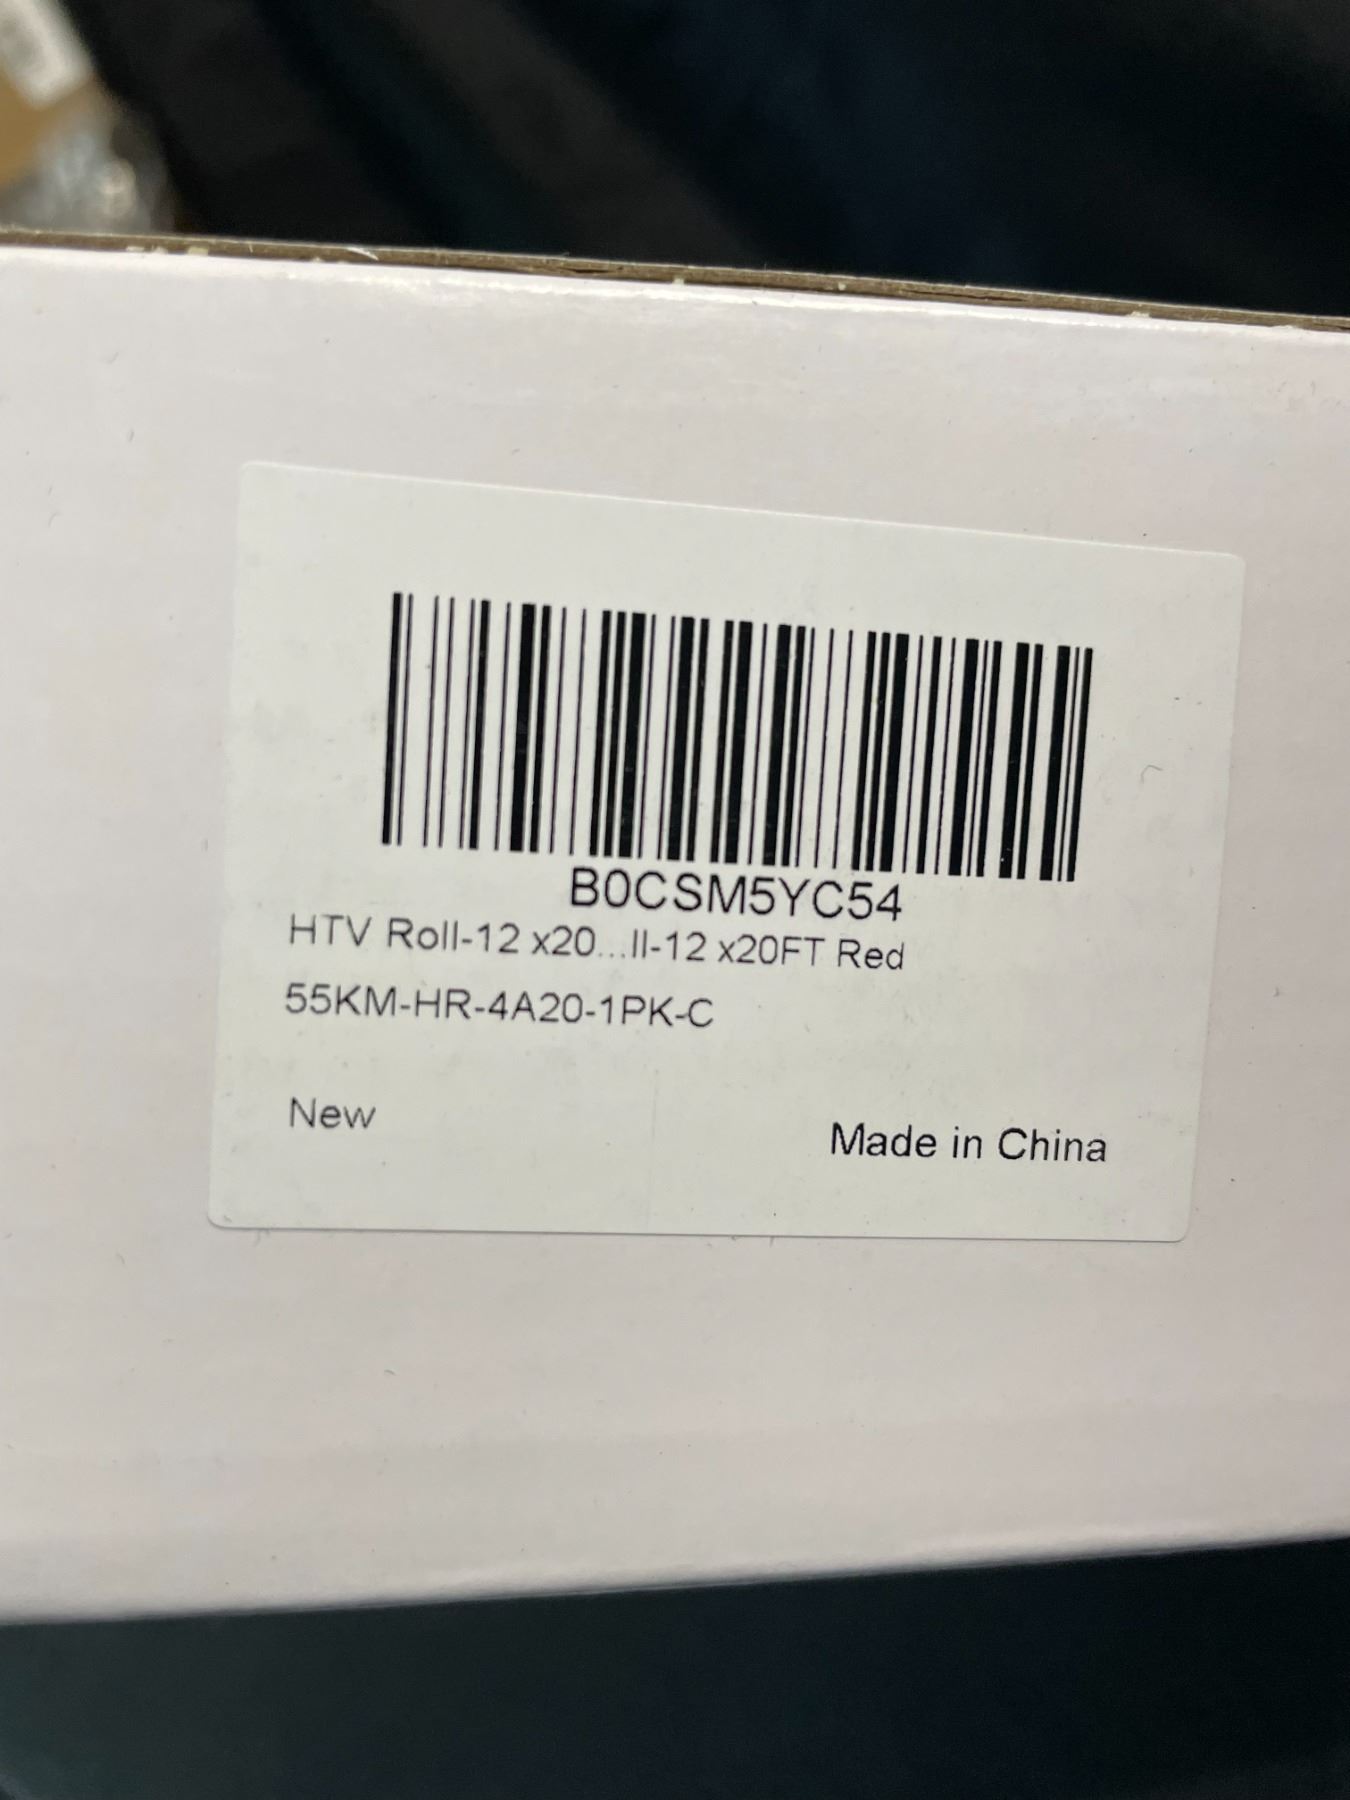 B0CSM5YC54
HTV Roll-12 x20...ll-12 x20FT Red
55KM-HR-4A20-1PK-C
New
Made in China